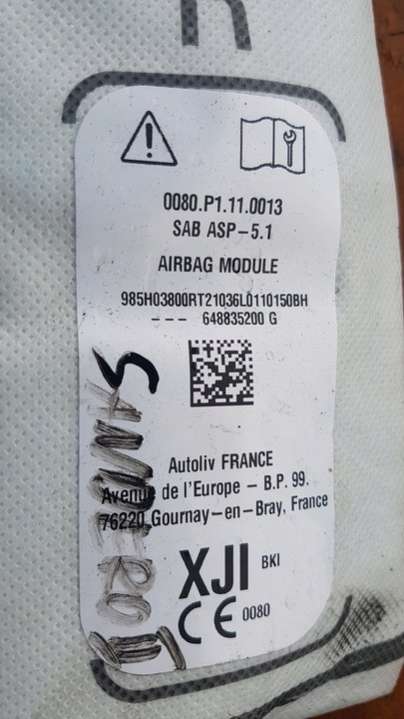 R
0080.P1.11.0013
SAB ASP-5.1
AIRBAG MODULE
985H03800RT21036L0110150BH
--- 648835200 G
Autoliv FRANCE
Avenue de l'Europe - B.P. 99.
76220 Gournay-en-Bray, France
XJI BKI
CE 0080
SANDERO